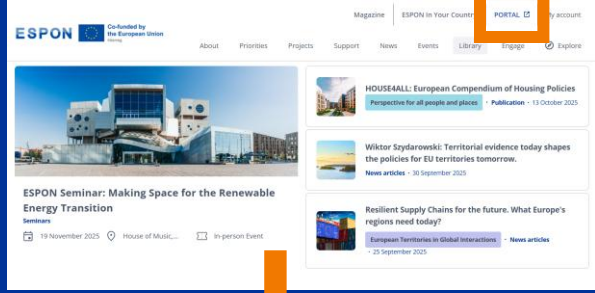 Magazine
ESPON In Your Country
PORTAL
My account
ESPON
Co-funded by
the European Union
Interreg
About
Priorities
Projects
Support
News
Events
Library
Engage
Explore
ESPON Seminar: Making Space for the Renewable
Energy Transition
Seminars
19 November 2025
House of Music,...
In-person Event
HOUSE4ALL: European Compendium of Housing Policies
Perspective for all people and places · Publication · 13 October 2025
Wiktor Szydarowski: Territorial evidence today shapes
the policies for EU territories tomorrow.
News articles · 30 September 2025
Resilient Supply Chains for the future. What Europe's
regions need today?
European Territories in Global Interactions · News articles
· 25 September 2025